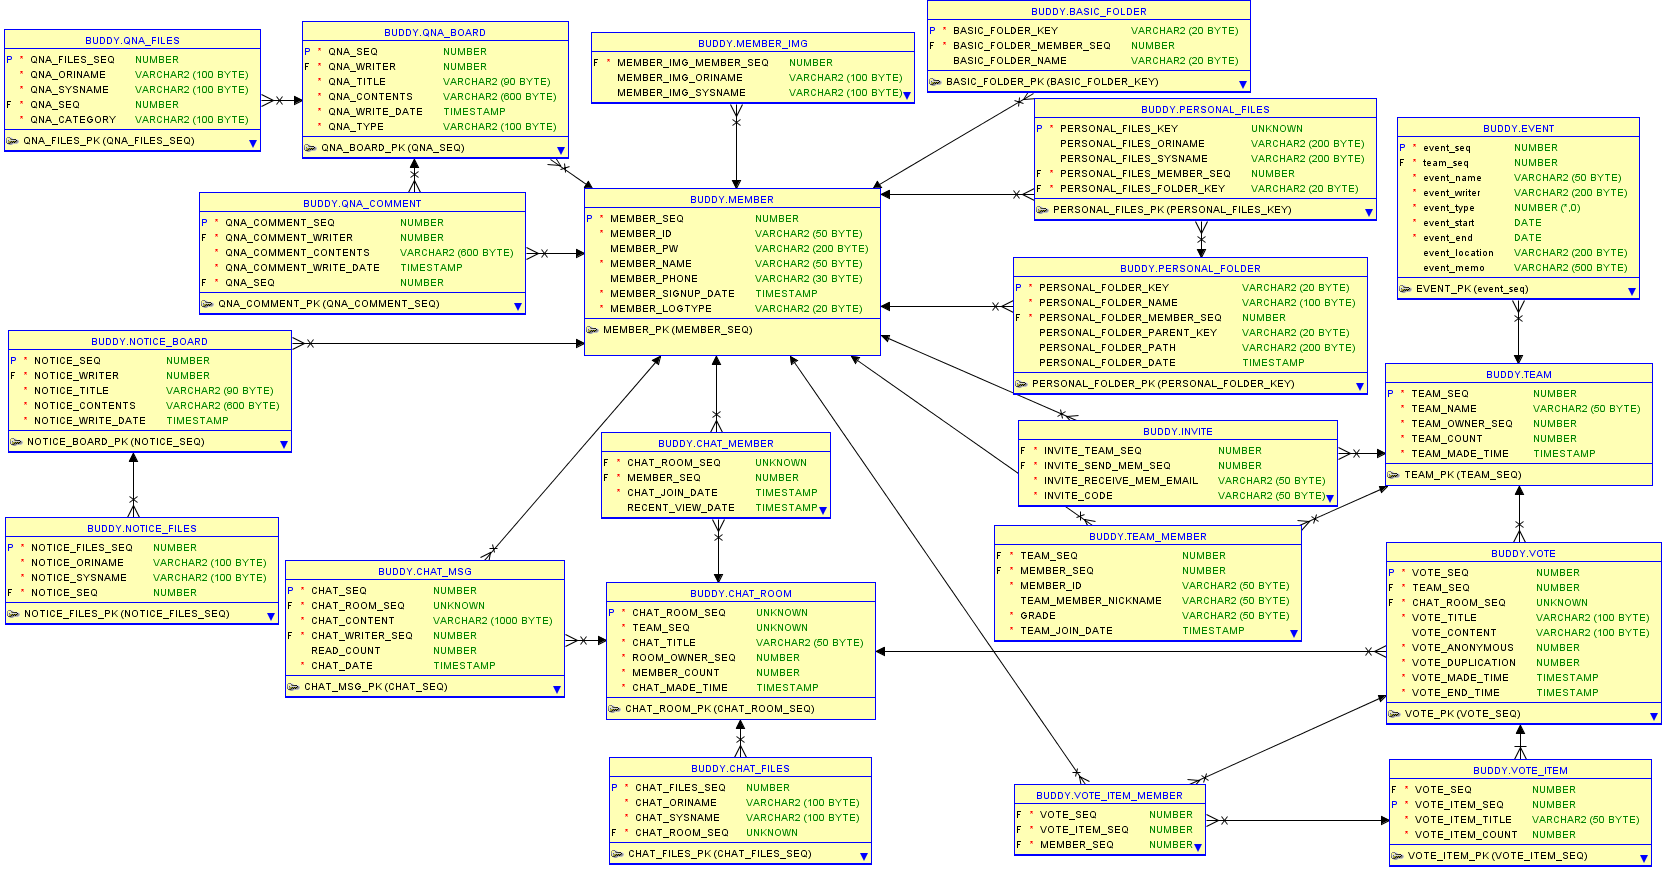 BUDDY.QNA_FILES
P * QNA_FILES_SEQ NUMBER
* QNA_ORINAME VARCHAR2 (100 BYTE)
* QNA_SYSNAME VARCHAR2 (100 BYTE)
F * QNA_SEQ NUMBER
* QNA_CATEGORY VARCHAR2 (100 BYTE)
QNA_FILES_PK (QNA_FILES_SEQ)
BUDDY.QNA_BOARD
P * QNA_SEQ NUMBER
F * QNA_WRITER NUMBER
* QNA_TITLE VARCHAR2 (90 BYTE)
* QNA_CONTENTS VARCHAR2 (600 BYTE)
* QNA_WRITE_DATE TIMESTAMP
* QNA_TYPE VARCHAR2 (100 BYTE)
QNA_BOARD_PK (QNA_SEQ)
BUDDY.MEMBER_IMG
F * MEMBER_IMG_MEMBER_SEQ NUMBER
MEMBER_IMG_ORINAME VARCHAR2 (100 BYTE)
MEMBER_IMG_SYSNAME VARCHAR2 (100 BYTE)
BUDDY.BASIC_FOLDER
P * BASIC_FOLDER_KEY VARCHAR2 (20 BYTE)
F * BASIC_FOLDER_MEMBER_SEQ NUMBER
BASIC_FOLDER_NAME VARCHAR2 (20 BYTE)
BASIC_FOLDER_PK (BASIC_FOLDER_KEY)
BUDDY.PERSONAL_FILES
P * PERSONAL_FILES_KEY UNKNOWN
PERSONAL_FILES_ORINAME VARCHAR2 (200 BYTE)
PERSONAL_FILES_SYSNAME VARCHAR2 (200 BYTE)
F * PERSONAL_FILES_MEMBER_SEQ NUMBER
F * PERSONAL_FILES_FOLDER_KEY VARCHAR2 (20 BYTE)
PERSONAL_FILES_PK (PERSONAL_FILES_KEY)
BUDDY.EVENT
P * event_seq NUMBER
F * team_seq NUMBER
* event_name VARCHAR2 (50 BYTE)
* event_writer VARCHAR2 (200 BYTE)
* event_type NUMBER (*,0)
* event_start DATE
* event_end DATE
event_location VARCHAR2 (200 BYTE)
event_memo VARCHAR2 (500 BYTE)
EVENT_PK (event_seq)
BUDDY.QNA_COMMENT
P * QNA_COMMENT_SEQ NUMBER
F * QNA_COMMENT_WRITER NUMBER
* QNA_COMMENT_CONTENTS VARCHAR2 (600 BYTE)
* QNA_COMMENT_WRITE_DATE TIMESTAMP
F * QNA_SEQ NUMBER
QNA_COMMENT_PK (QNA_COMMENT_SEQ)
BUDDY.MEMBER
P * MEMBER_SEQ NUMBER
* MEMBER_ID VARCHAR2 (50 BYTE)
MEMBER_PW VARCHAR2 (200 BYTE)
* MEMBER_NAME VARCHAR2 (50 BYTE)
MEMBER_PHONE VARCHAR2 (30 BYTE)
* MEMBER_SIGNUP_DATE TIMESTAMP
* MEMBER_LOGTYPE VARCHAR2 (20 BYTE)
MEMBER_PK (MEMBER_SEQ)
BUDDY.PERSONAL_FOLDER
P * PERSONAL_FOLDER_KEY VARCHAR2 (20 BYTE)
* PERSONAL_FOLDER_NAME VARCHAR2 (100 BYTE)
F * PERSONAL_FOLDER_MEMBER_SEQ NUMBER
PERSONAL_FOLDER_PARENT_KEY VARCHAR2 (20 BYTE)
PERSONAL_FOLDER_PATH VARCHAR2 (200 BYTE)
PERSONAL_FOLDER_DATE TIMESTAMP
PERSONAL_FOLDER_PK (PERSONAL_FOLDER_KEY)
BUDDY.NOTICE_BOARD
P * NOTICE_SEQ NUMBER
F * NOTICE_WRITER NUMBER
* NOTICE_TITLE VARCHAR2 (90 BYTE)
* NOTICE_CONTENTS VARCHAR2 (600 BYTE)
* NOTICE_WRITE_DATE TIMESTAMP
NOTICE_BOARD_PK (NOTICE_SEQ)
BUDDY.TEAM
P * TEAM_SEQ NUMBER
* TEAM_NAME VARCHAR2 (50 BYTE)
* TEAM_OWNER_SEQ NUMBER
* TEAM_COUNT NUMBER
* TEAM_MADE_TIME TIMESTAMP
TEAM_PK (TEAM_SEQ)
BUDDY.CHAT_MEMBER
F * CHAT_ROOM_SEQ UNKNOWN
F * MEMBER_SEQ NUMBER
* CHAT_JOIN_DATE TIMESTAMP
RECENT_VIEW_DATE TIMESTAMP
BUDDY.INVITE
F * INVITE_TEAM_SEQ NUMBER
F * INVITE_SEND_MEM_SEQ NUMBER
* INVITE_RECEIVE_MEM_EMAIL VARCHAR2 (50 BYTE)
* INVITE_CODE VARCHAR2 (50 BYTE)
BUDDY.NOTICE_FILES
P * NOTICE_FILES_SEQ NUMBER
* NOTICE_ORINAME VARCHAR2 (100 BYTE)
* NOTICE_SYSNAME VARCHAR2 (100 BYTE)
F * NOTICE_SEQ NUMBER
NOTICE_FILES_PK (NOTICE_FILES_SEQ)
BUDDY.TEAM_MEMBER
F * TEAM_SEQ NUMBER
F * MEMBER_SEQ NUMBER
* MEMBER_ID VARCHAR2 (50 BYTE)
TEAM_MEMBER_NICKNAME VARCHAR2 (50 BYTE)
* GRADE VARCHAR2 (50 BYTE)
* TEAM_JOIN_DATE TIMESTAMP
BUDDY.VOTE
P * VOTE_SEQ NUMBER
F * TEAM_SEQ NUMBER
F * CHAT_ROOM_SEQ UNKNOWN
* VOTE_TITLE VARCHAR2 (100 BYTE)
VOTE_CONTENT VARCHAR2 (100 BYTE)
* VOTE_ANONYMOUS NUMBER
* VOTE_DUPLICATION NUMBER
* VOTE_MADE_TIME TIMESTAMP
* VOTE_END_TIME TIMESTAMP
VOTE_PK (VOTE_SEQ)
BUDDY.CHAT_MSG
P * CHAT_SEQ NUMBER
F * CHAT_ROOM_SEQ UNKNOWN
* CHAT_CONTENT VARCHAR2 (1000 BYTE)
F * CHAT_WRITER_SEQ NUMBER
READ_COUNT NUMBER
* CHAT_DATE TIMESTAMP
CHAT_MSG_PK (CHAT_SEQ)
BUDDY.CHAT_ROOM
P * CHAT_ROOM_SEQ UNKNOWN
* TEAM_SEQ UNKNOWN
* CHAT_TITLE VARCHAR2 (50 BYTE)
* ROOM_OWNER_SEQ NUMBER
* MEMBER_COUNT NUMBER
* CHAT_MADE_TIME TIMESTAMP
CHAT_ROOM_PK (CHAT_ROOM_SEQ)
BUDDY.CHAT_FILES
P * CHAT_FILES_SEQ NUMBER
* CHAT_ORINAME VARCHAR2 (100 BYTE)
* CHAT_SYSNAME VARCHAR2 (100 BYTE)
F * CHAT_ROOM_SEQ UNKNOWN
CHAT_FILES_PK (CHAT_FILES_SEQ)
BUDDY.VOTE_ITEM_MEMBER
F * VOTE_SEQ NUMBER
F * VOTE_ITEM_SEQ NUMBER
F * MEMBER_SEQ NUMBER
BUDDY.VOTE_ITEM
F * VOTE_SEQ NUMBER
P * VOTE_ITEM_SEQ NUMBER
* VOTE_ITEM_TITLE VARCHAR2 (50 BYTE)
* VOTE_ITEM_COUNT NUMBER
VOTE_ITEM_PK (VOTE_ITEM_SEQ)